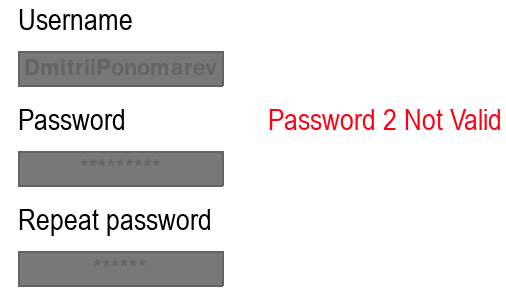 Username
DmitriiPonomarev
Password
Password 2 Not Valid
*********
Repeat password
******